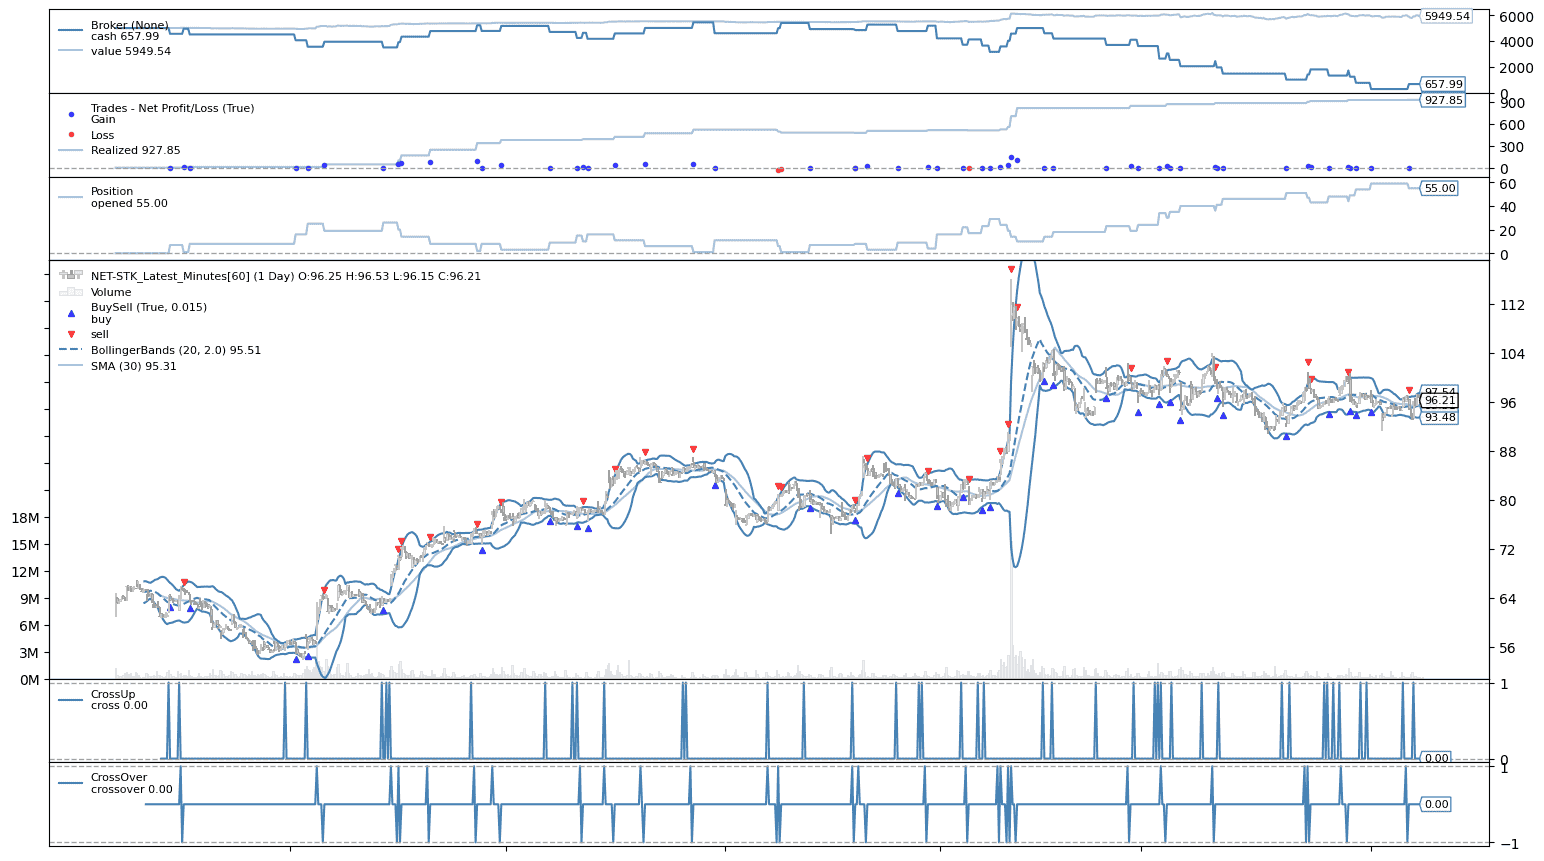 Broker (None)
cash 657.99
value 5949.54
5949.54
6000
4000
2000
657.99
0
Trades - Net Profit/Loss (True)
Gain
Loss
Realized 927.85
927.85
900
600
300
0
Position
opened 55.00
60
55.00
40
20
0
NET-STK_Latest_Minutes[60] (1 Day) O:96.25 H:96.53 L:96.15 C:96.21
Volume
BuySell (True, 0.015)
buy
sell
BollingerBands (20, 2.0) 95.51
SMA (30) 95.31
112
104
97.54
96
96.21
93.48
88
80
72
64
56
18M
15M
12M
9M
6M
3M
0M
CrossUp
cross 0.00
1
0.00
0
CrossOver
crossover 0.00
1
0.00
−1